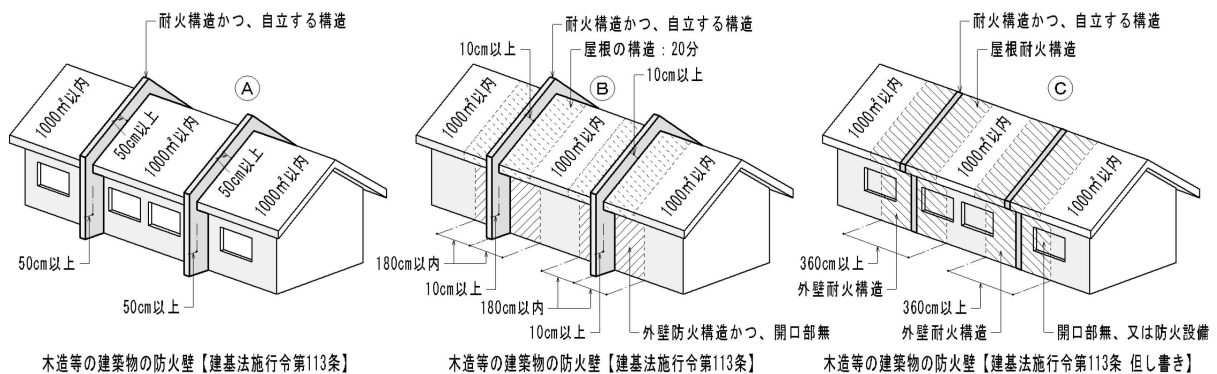 耐火構造かつ、自立する構造
A
1000㎡以内
50cm以上
1000㎡以内
50cm以上
1000㎡以内
50cm以上
50cm以上
木造等の建築物の防火壁【建基法施行令第113条】
耐火構造かつ、自立する構造
屋根の構造：20分
10cm以上
10cm以上
B
1000㎡以内
1000㎡以内
1000㎡以内
180cm以内
10cm以上
180cm以内
10cm以上
外壁防火構造かつ、開口部無
木造等の建築物の防火壁【建基法施行令第113条】
耐火構造かつ、自立する構造
屋根耐火構造
C
1000㎡以内
1000㎡以内
1000㎡以内
360cm以上
外壁耐火構造
360cm以上
外壁耐火構造
開口部無、又は防火設備
木造等の建築物の防火壁【建基法施行令第113条 但し書き】